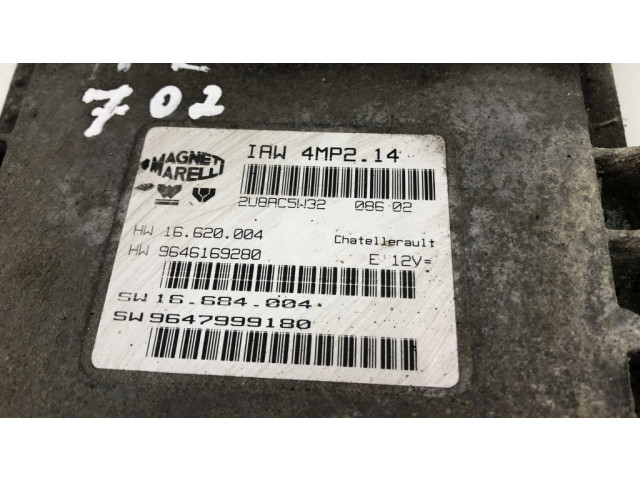 702
IAW 4MP2.14
MAGNETI
MARELLI
2U8AC5W32 086 02
HW 16.620.004
Chatellerault
HW 9646169280
E 12V=
SW 16.684.004
SW 9647999180